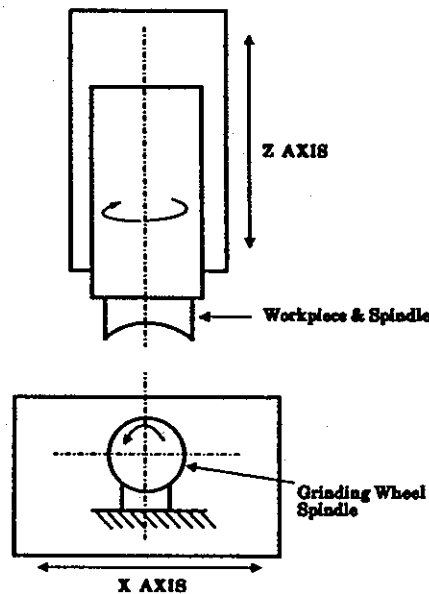 Z AXIS
Workpiece & Spindle
Grinding Wheel
Spindle
X AXIS